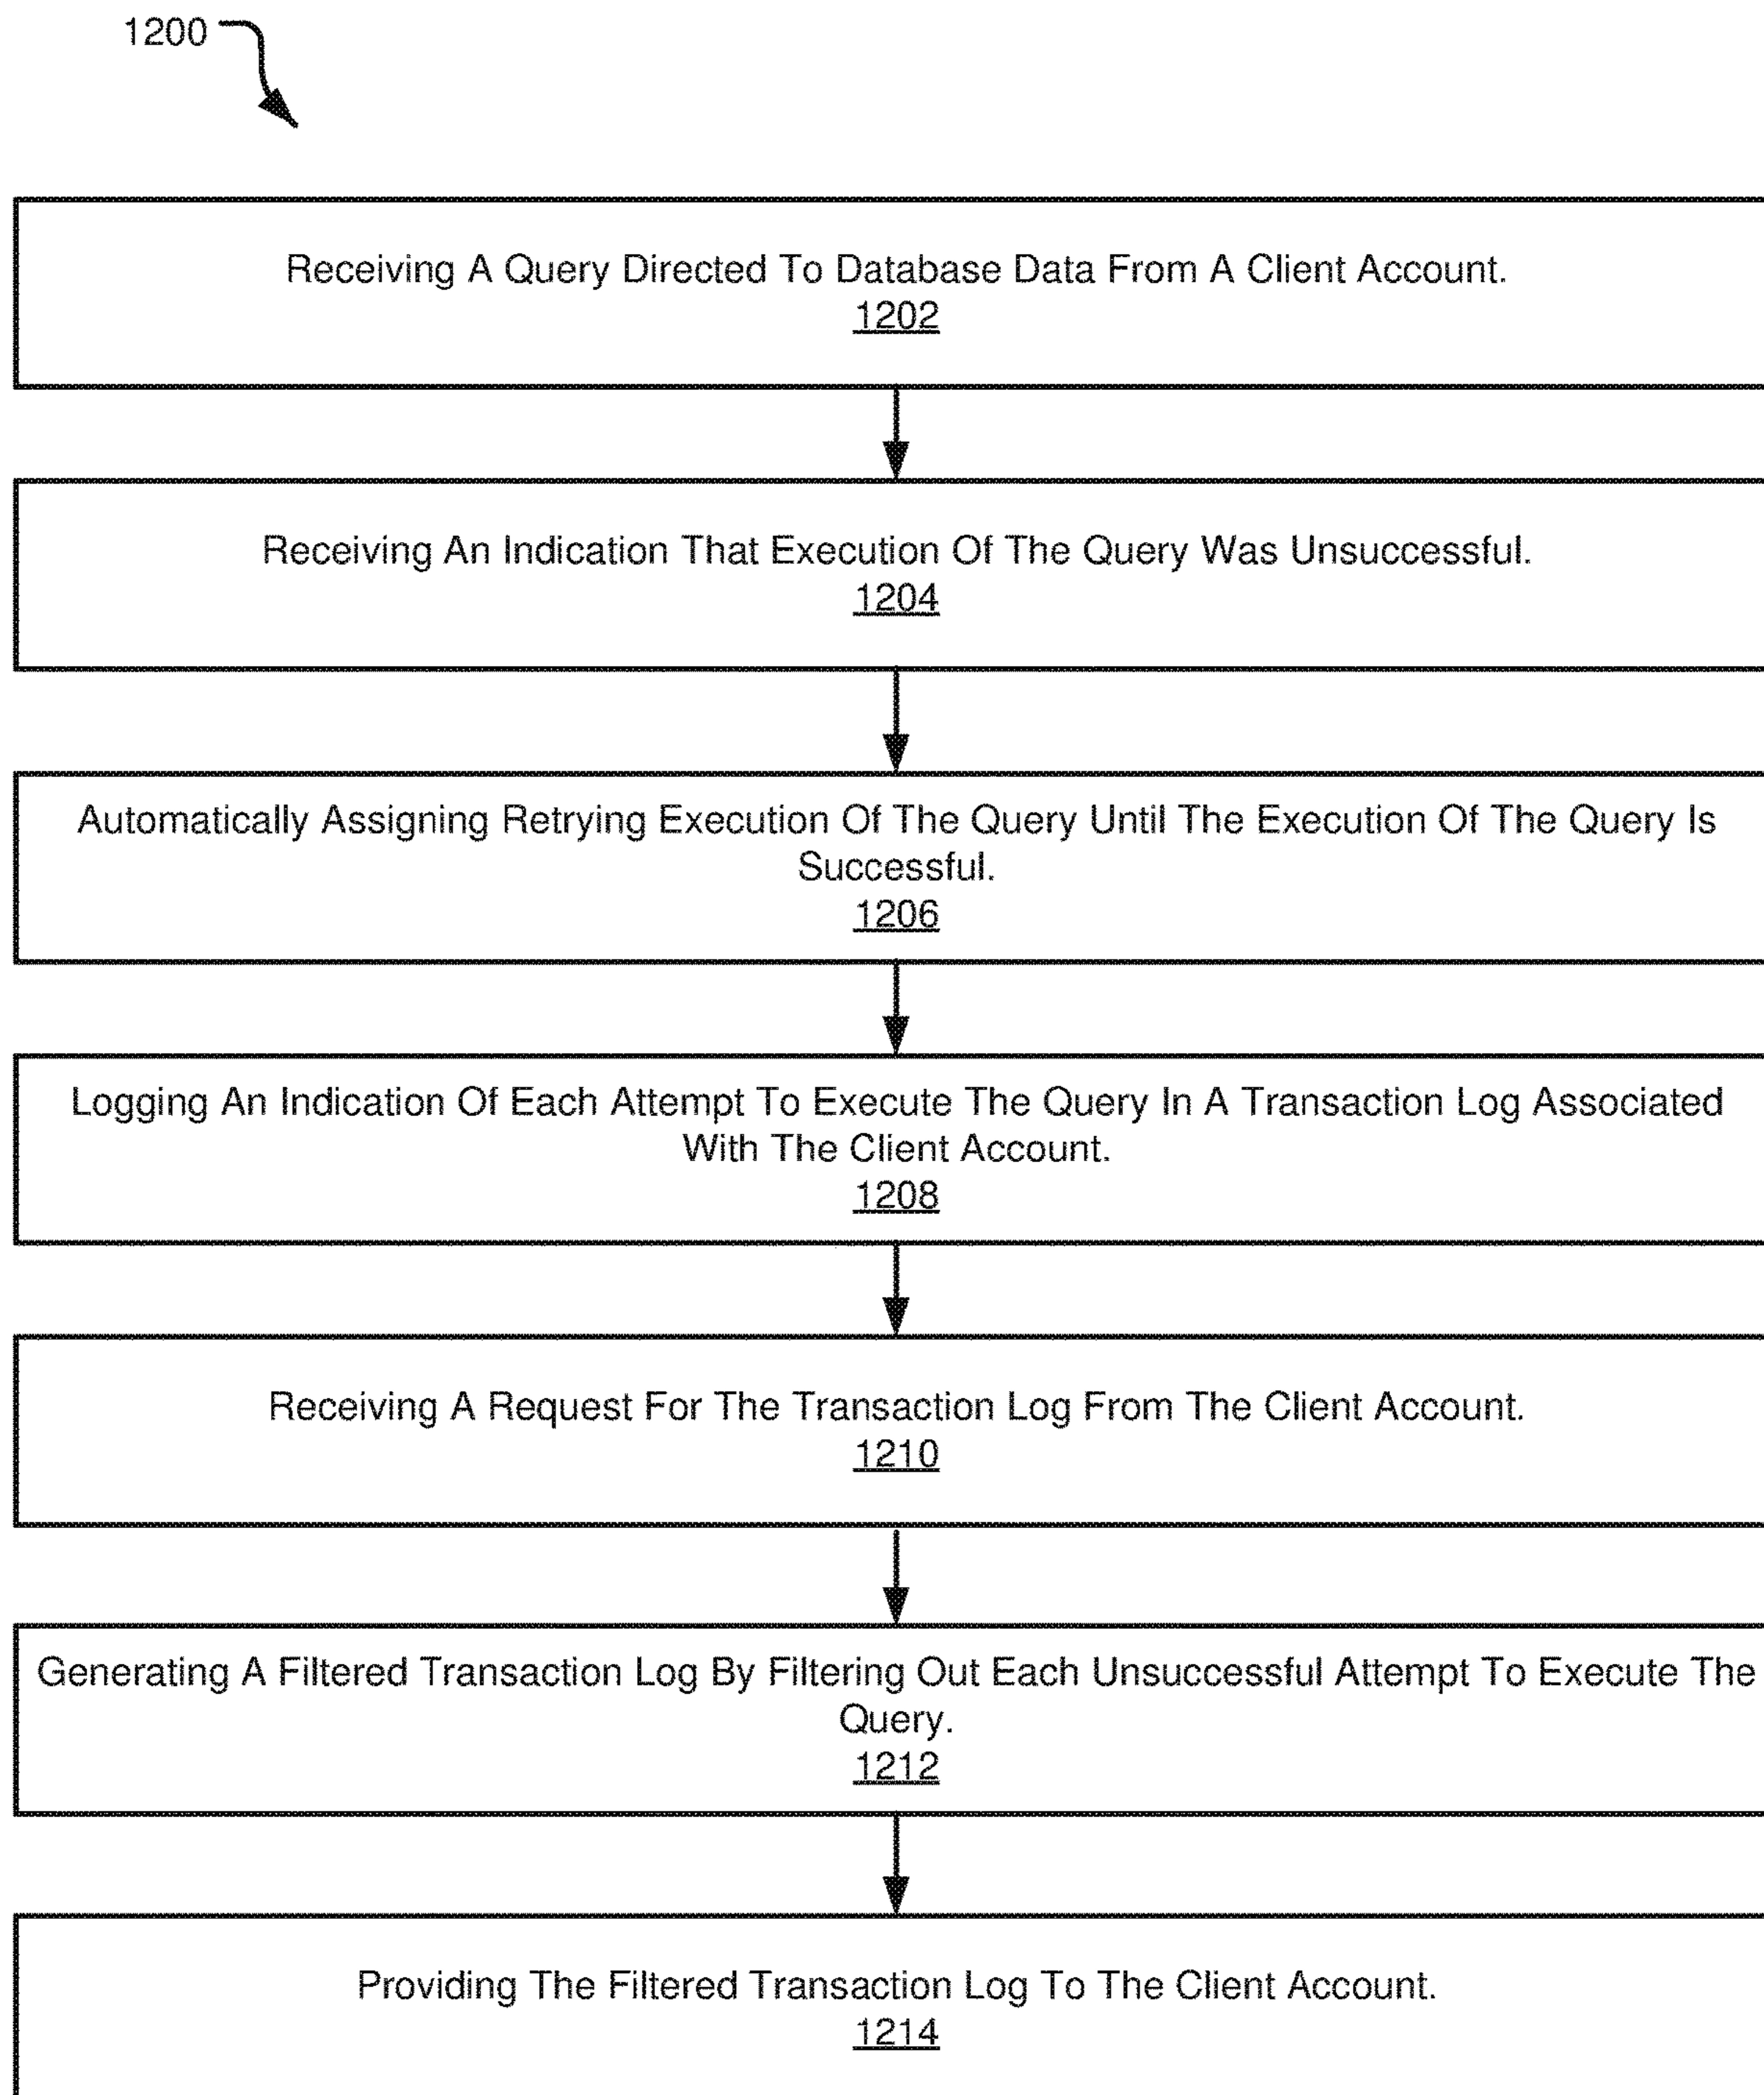 1200
Receiving A Query Directed To Database Data From A Client Account.
1202
Receiving An Indication That Execution Of The Query Was Unsuccessful.
1204
Automatically Assigning Retrying Execution Of The Query Until The Execution Of The Query Is
Successful.
1206
Logging An Indication Of Each Attempt To Execute The Query In A Transaction Log Associated
With The Client Account.
1208
Receiving A Request For The Transaction Log From The Client Account.
1210
Generating A Filtered Transaction Log By Filtering Out Each Unsuccessful Attempt To Execute The
Query.
1212
Providing The Filtered Transaction Log To The Client Account.
1214